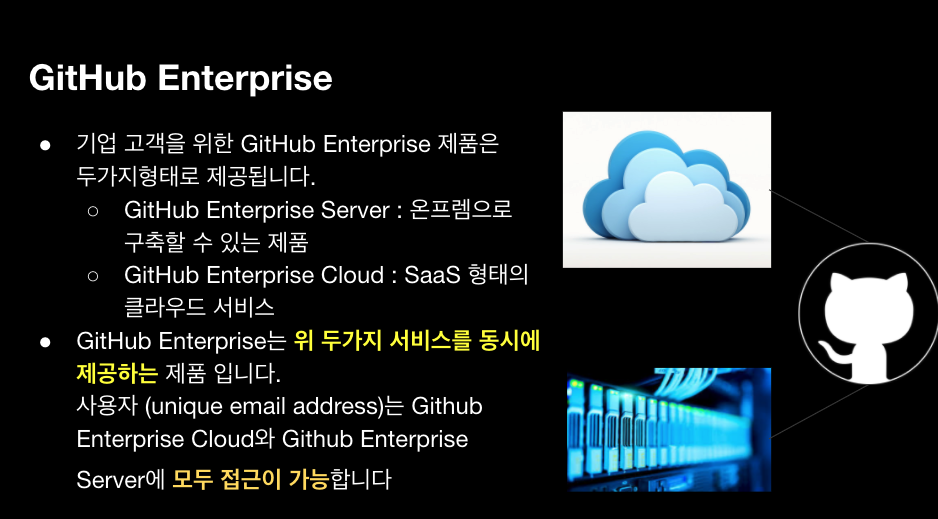 GitHub Enterprise
● 기업 고객을 위한 GitHub Enterprise 제품은
두가지형태로 제공됩니다.
○ GitHub Enterprise Server : 온프렘으로
구축할 수 있는 제품
○ GitHub Enterprise Cloud : SaaS 형태의
클라우드 서비스
● GitHub Enterprise는 위 두가지 서비스를 동시에
제공하는 제품 입니다.
사용자 (unique email address)는 Github
Enterprise Cloud와 Github Enterprise
Server에 모두 접근이 가능합니다